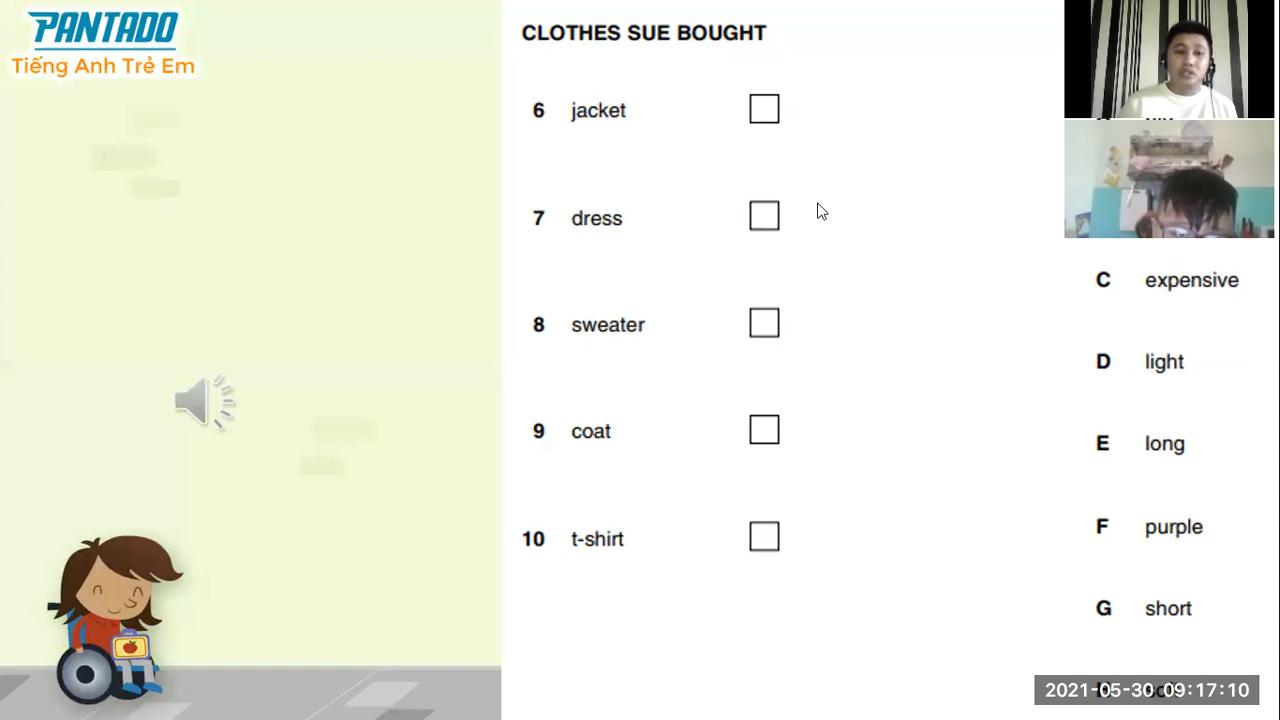 PANTADO
Tiếng Anh Trẻ Em
CLOTHES SUE BOUGHT
6 jacket
7 dress
8 sweater
9 coat
10 t-shirt
C expensive
D light
E long
F purple
G short
2021-05-30 09:17:10